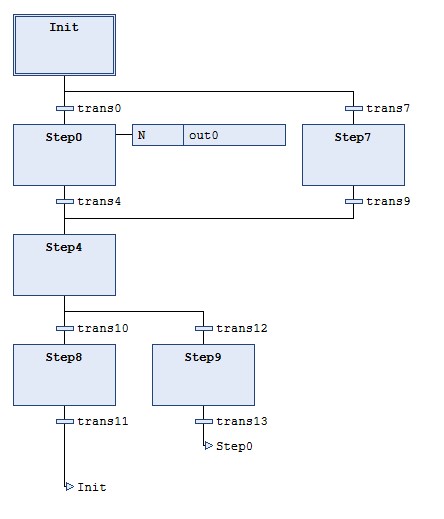 Init
trans0
trans7
Step0
N
out0
Step7
trans4
trans9
Step4
trans10
trans12
Step8
Step9
trans11
trans13
Step0
Init